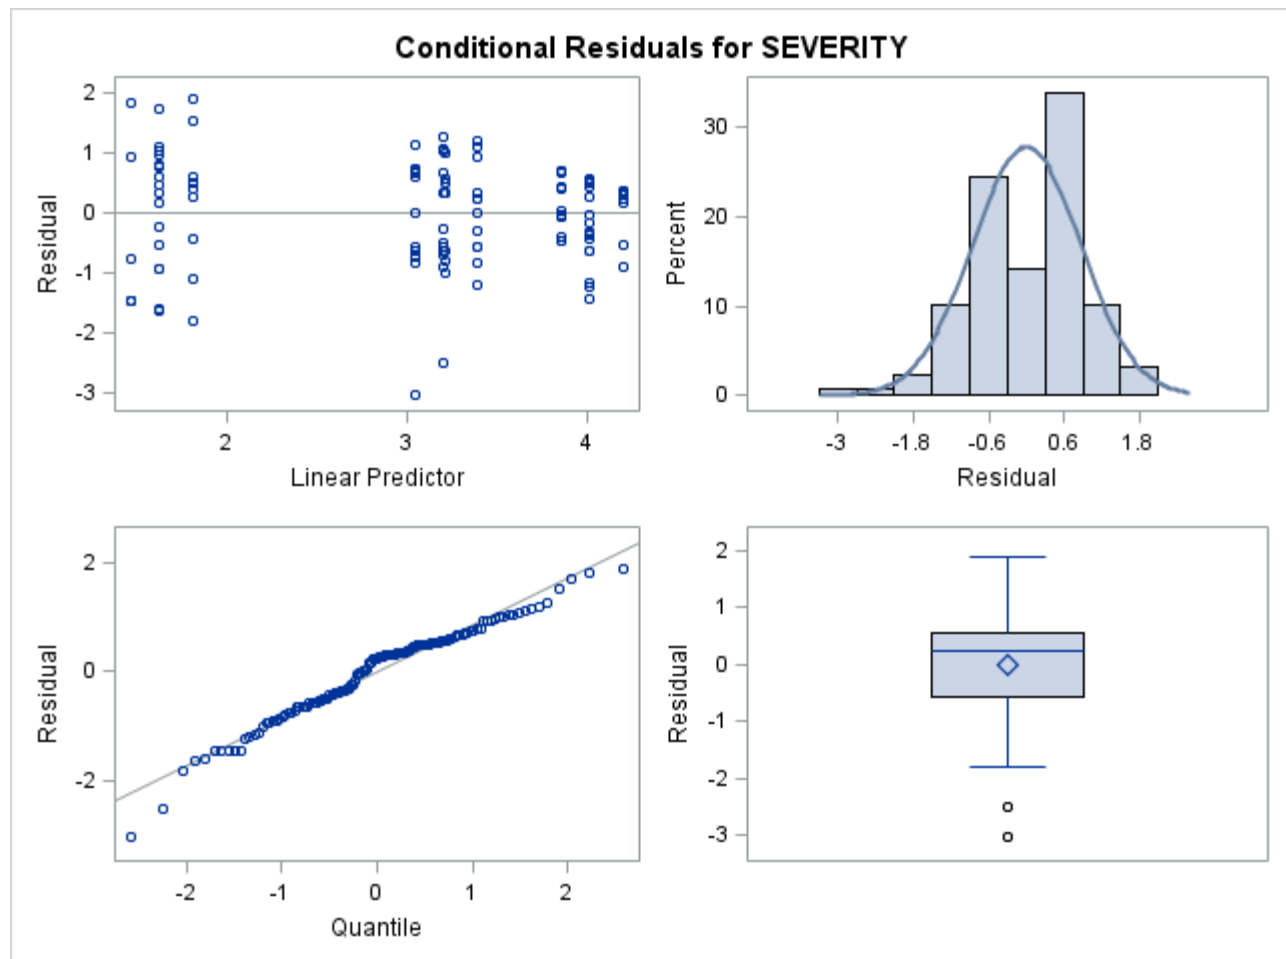 Conditional Residuals for SEVERITY
2
1
0
-1
-2
-3
Residual
2 3 4
Linear Predictor
30
20
10
0
Percent
-3 -1.8 -0.6 0.6 1.8
Residual
2
0
-2
Residual
-2 -1 0 1 2
Quantile
2
1
0
-1
-2
-3
Residual